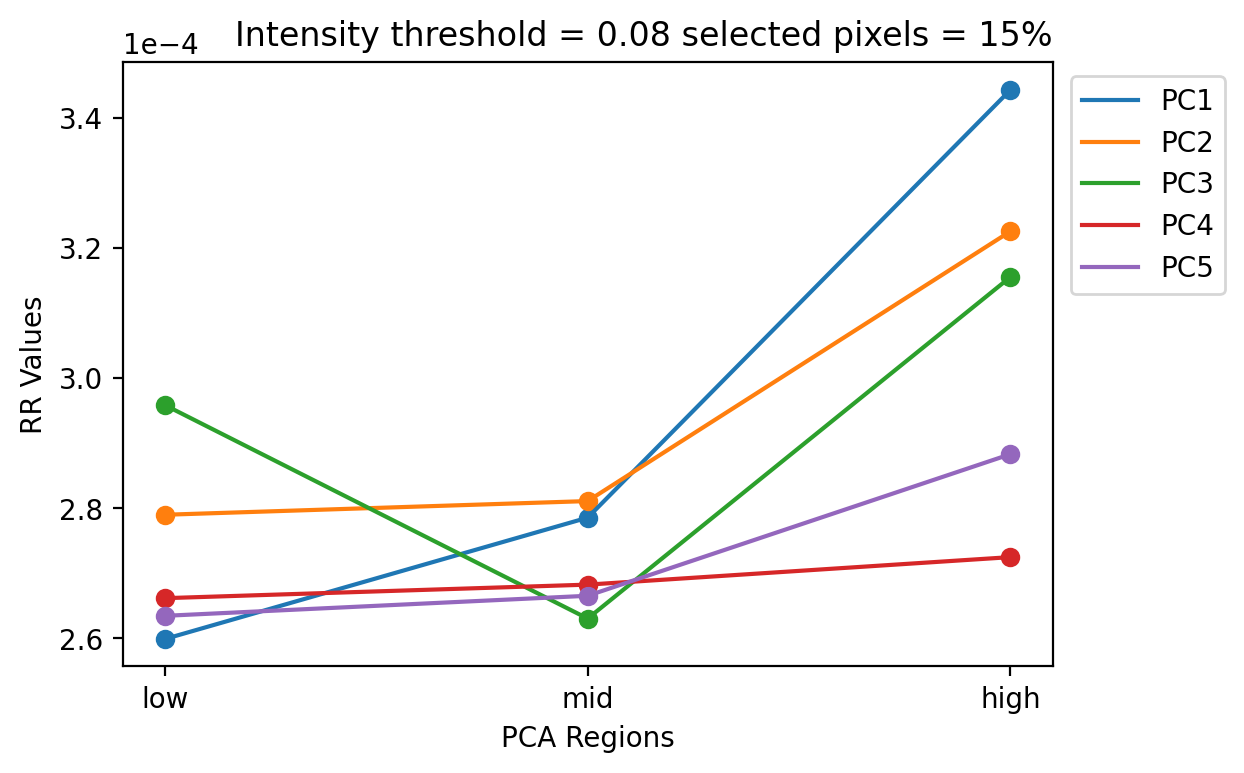 Intensity threshold = 0.08 selected pixels = 15%
1e−4
3.4
3.2
3.0
2.8
2.6
RR Values
low
mid
high
PCA Regions
PC1
PC2
PC3
PC4
PC5